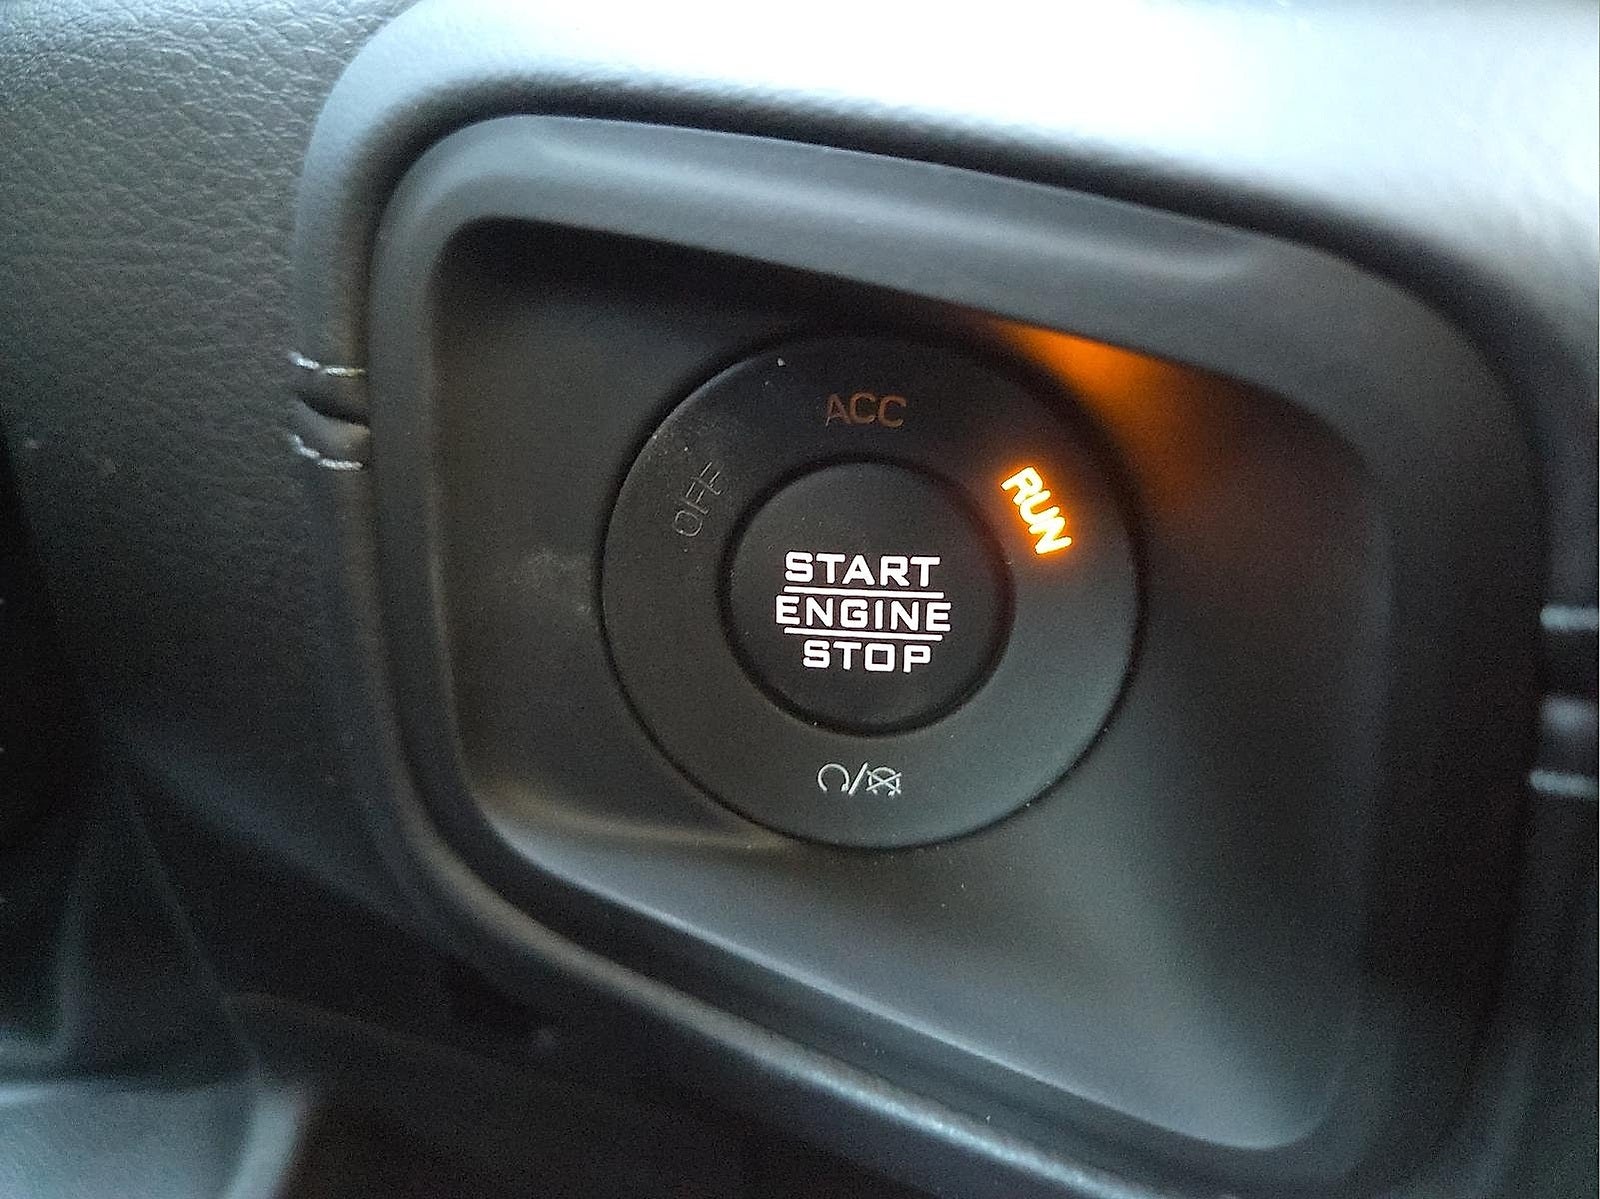 ACC
OFF
RUN
START
ENGINE
STOP